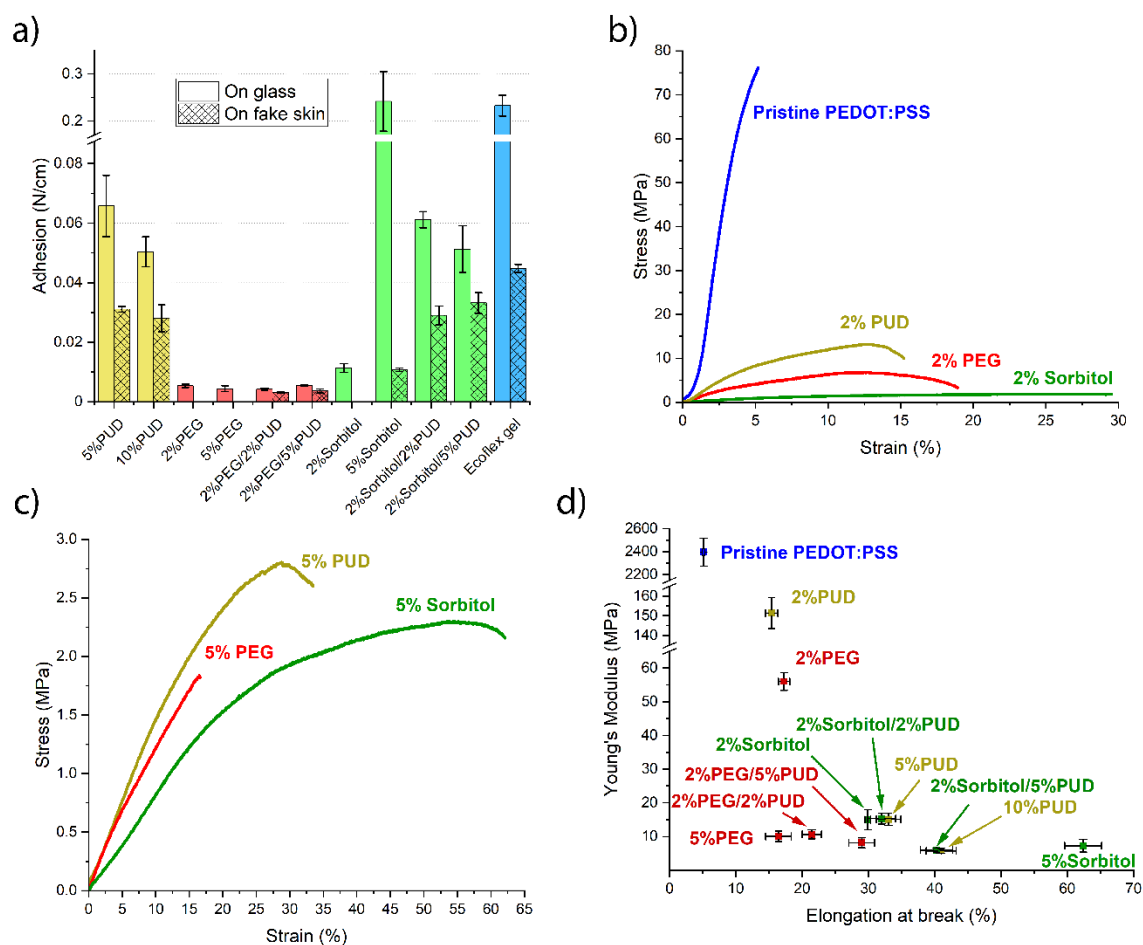 a)
0.3
0.2
0.08
0.06
0.04
0.02
0
Adhesion (N/cm)
On glass
On fake skin
5%PUD
10%PUD
2%PEG
5%PEG
2%PEG/2%PUD
2%PEG/5%PUD
2%Sorbitol
5%Sorbitol
2%Sorbitol/2%PUD
2%Sorbitol/5%PUD
Ecoflex gel
b)
80
70
60
50
40
30
20
10
0
Stress (MPa)
Pristine PEDOT:PSS
2% PUD
2% PEG
2% Sorbitol
0 5 10 15 20 25 30
Strain (%)
c)
3.0
2.5
2.0
1.5
1.0
0.5
0.0
Stress (MPa)
5% PUD
5% Sorbitol
5% PEG
0 5 10 15 20 25 30 35 40 45 50 55 60 65
Strain (%)
d)
2600
2400
2200
160
150
140
60
50
40
30
20
10
Young's Modulus (MPa)
Pristine PEDOT:PSS
2%PUD
2%PEG
2%Sorbitol/2%PUD
2%Sorbitol
5%PUD
2%PEG/5%PUD
2%Sorbitol/5%PUD
2%PEG/2%PUD
10%PUD
5%PEG
5%Sorbitol
0 10 20 30 40 50 60 70
Elongation at break (%)